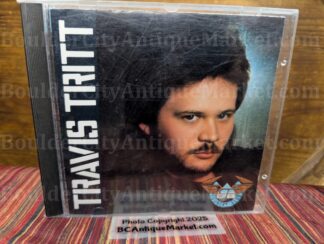 TRAVIS TRITT
BoulderCityAntiqueMarket.com
BoulderCityAntiqueMarket.com
BoulderCityAntiqueMarket.com
Photo Copyright 2025
BCAntiqueMarket.com